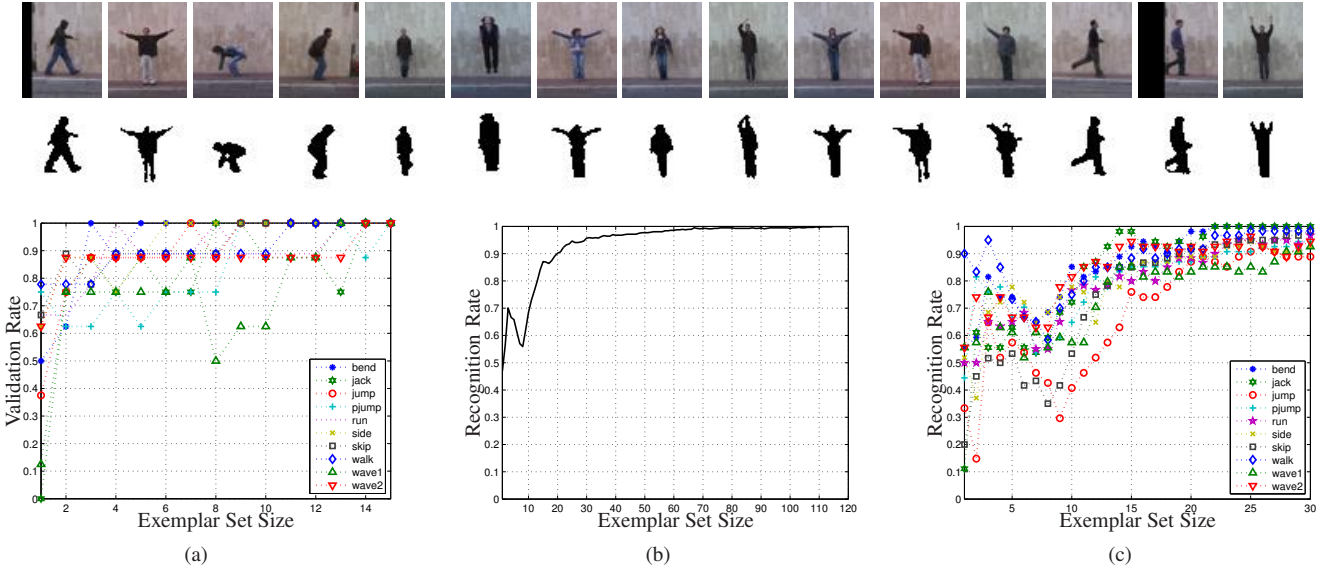 1
0.9
0.8
0.7
0.6
0.5
0.4
0.3
0.2
0.1
0
Validation Rate
2 4 6 8 10 12 14
Exemplar Set Size
bend
jack
jump
pjump
run
side
skip
walk
wave1
wave2
(a)
1
0.9
0.8
0.7
0.6
0.5
0.4
0.3
0.2
0.1
0
Recognition Rate
10 20 30 40 50 60 70 80 90 100 110 120
Exemplar Set Size
(b)
1
0.9
0.8
0.7
0.6
0.5
0.4
0.3
0.2
0.1
0
Recognition Rate
5 10 15 20 25 30
Exemplar Set Size
bend
jack
jump
pjump
run
side
skip
walk
wave1
wave2
(c)